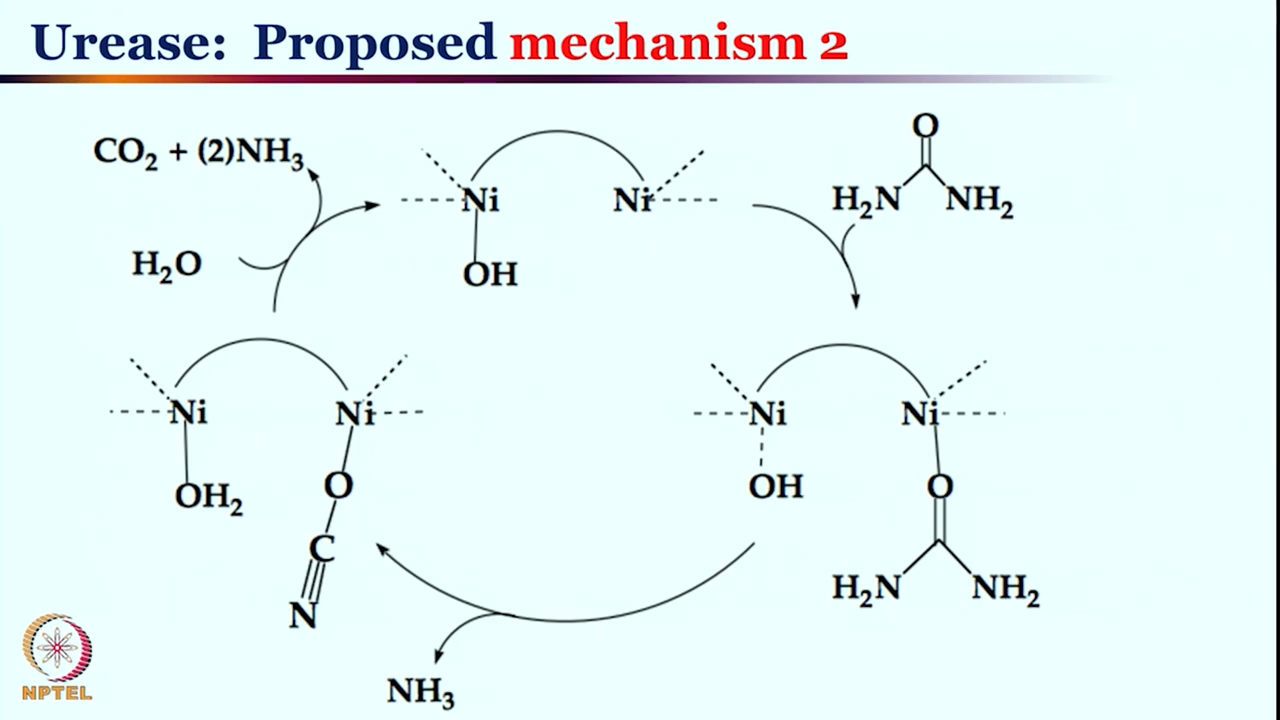 Urease: Proposed mechanism 2
CO₂ + (2)NH₃
H₂O
Ni Ni
OH
O
H₂N NH₂
Ni Ni
OH₂ O
C
N
Ni Ni
OH O
H₂N NH₂
NH₃
NPTEL